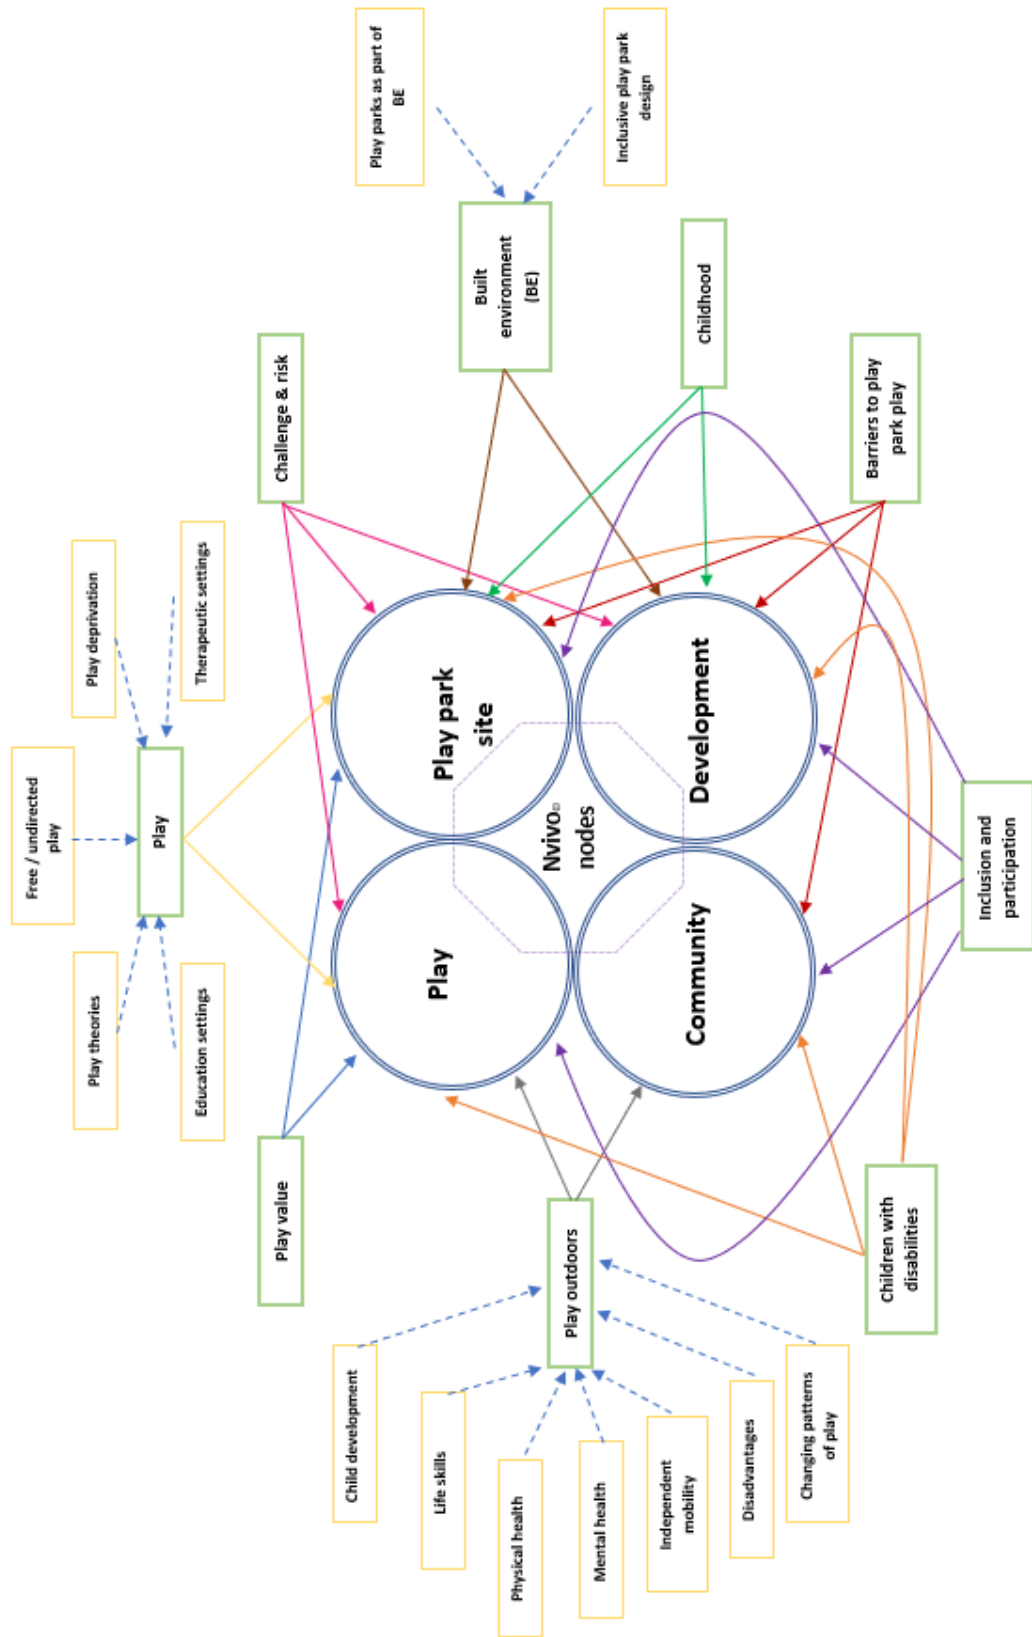 Free / undirected
play
Play theories
Play deprivation
Education settings
Play
Therapeutic settings
Play value
Challenge & risk
Child development
Play parks as part of
BE
Life skills
Play
Play park
site
Built
environment
(BE)
Physical health
Play outdoors
Nvivo
nodes
Inclusive play park
design
Mental health
Independent
mobility
Community
Development
Childhood
Disadvantages
Changing patterns
of play
Children with
disabilities
Barriers to play
park play
Inclusion and
participation